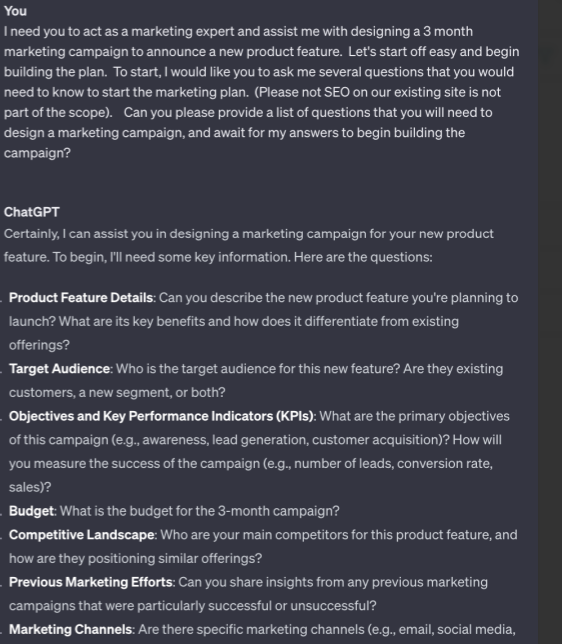 You
I need you to act as a marketing expert and assist me with designing a 3 month
marketing campaign to announce a new product feature. Let's start off easy and begin
building the plan. To start, I would like you to ask me several questions that you would
need to know to start the marketing plan. (Please not SEO on our existing site is not
part of the scope). Can you please provide a list of questions that you will need to
design a marketing campaign, and await for my answers to begin building the
campaign?
ChatGPT
Certainly, I can assist you in designing a marketing campaign for your new product
feature. To begin, I'll need some key information. Here are the questions:
. Product Feature Details: Can you describe the new product feature you're planning to
launch? What are its key benefits and how does it differentiate from existing
offerings?
. Target Audience: Who is the target audience for this new feature? Are they existing
customers, a new segment, or both?
. Objectives and Key Performance Indicators (KPIs): What are the primary objectives
of this campaign (e.g., awareness, lead generation, customer acquisition)? How will
you measure the success of the campaign (e.g., number of leads, conversion rate,
sales)?
. Budget: What is the budget for the 3-month campaign?
. Competitive Landscape: Who are your main competitors for this product feature, and
how are they positioning similar offerings?
. Previous Marketing Efforts: Can you share insights from any previous marketing
campaigns that were particularly successful or unsuccessful?
. Marketing Channels: Are there specific marketing channels (e.g., email, social media,